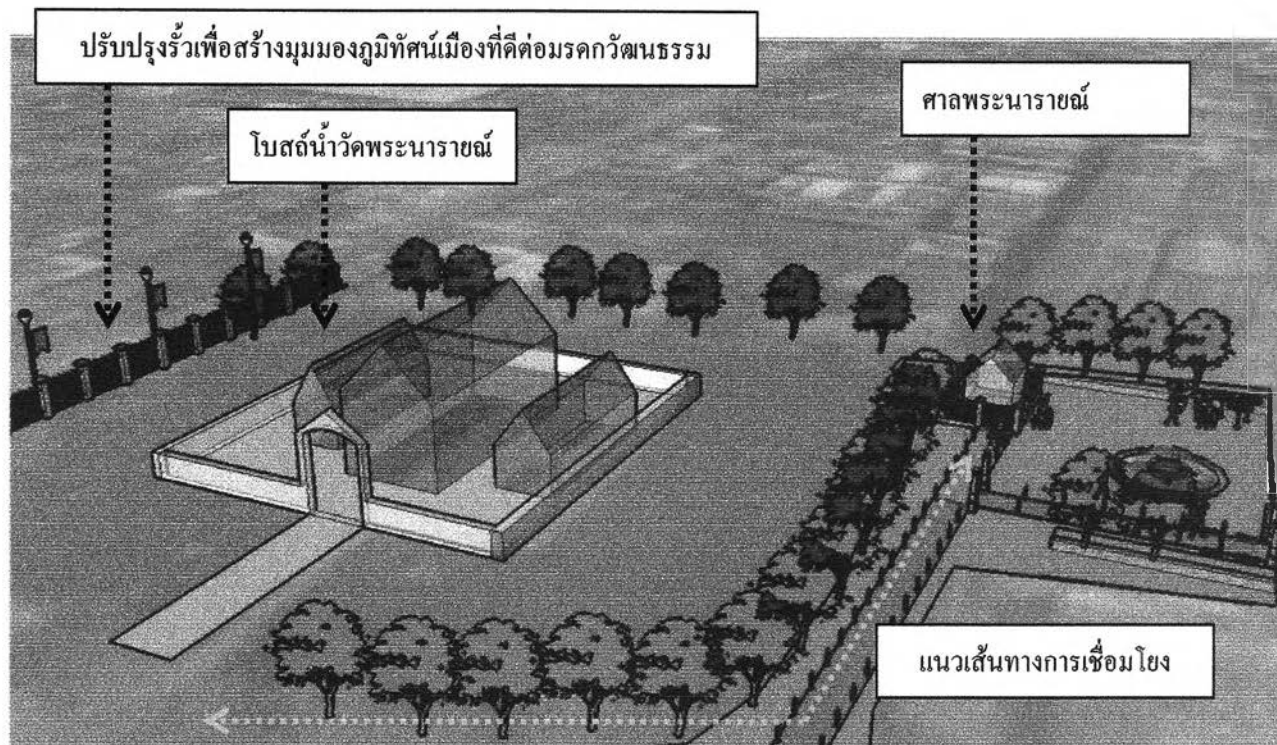 ปรับปรุงรั้วเพื่อสร้างมุมมองภูมิทัศน์เมืองที่ดีต่อมรดกวัฒนธรรม
ศาลพระนารายณ์
โบสถ์น้ำวัดพระนารายณ์
แนวเส้นทางการเชื่อมโยง